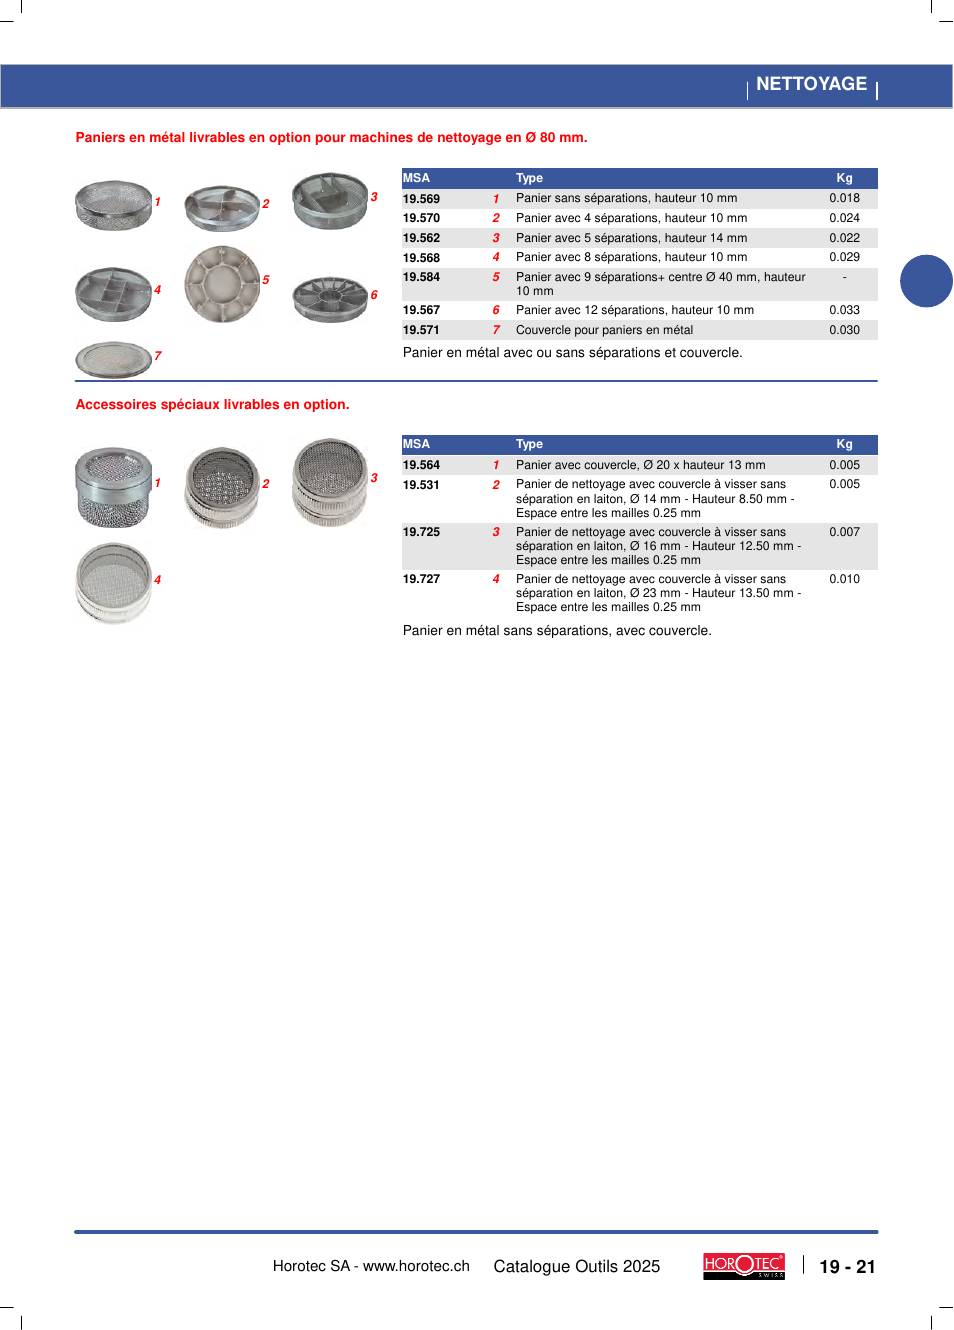 NETTOYAGE
Paniers en métal livrables en option pour machines de nettoyage en Ø 80 mm.
1
2
3
4
5
6
7
MSA Type Kg
19.569 1 Panier sans séparations, hauteur 10 mm 0.018
19.570 2 Panier avec 4 séparations, hauteur 10 mm 0.024
19.562 3 Panier avec 5 séparations, hauteur 14 mm 0.022
19.568 4 Panier avec 8 séparations, hauteur 10 mm 0.029
19.584 5 Panier avec 9 séparations+ centre Ø 40 mm, hauteur -
10 mm
19.567 6 Panier avec 12 séparations, hauteur 10 mm 0.033
19.571 7 Couvercle pour paniers en métal 0.030
Panier en métal avec ou sans séparations et couvercle.
Accessoires spéciaux livrables en option.
1
2
3
4
MSA Type Kg
19.564 1 Panier avec couvercle, Ø 20 x hauteur 13 mm 0.005
19.531 2 Panier de nettoyage avec couvercle à visser sans 0.005
séparation en laiton, Ø 14 mm - Hauteur 8.50 mm -
Espace entre les mailles 0.25 mm
19.725 3 Panier de nettoyage avec couvercle à visser sans 0.007
séparation en laiton, Ø 16 mm - Hauteur 12.50 mm -
Espace entre les mailles 0.25 mm
19.727 4 Panier de nettoyage avec couvercle à visser sans 0.010
séparation en laiton, Ø 23 mm - Hauteur 13.50 mm -
Espace entre les mailles 0.25 mm
Panier en métal sans séparations, avec couvercle.
Horotec SA - www.horotec.ch Catalogue Outils 2025 HOROTEC SWISS 19 - 21